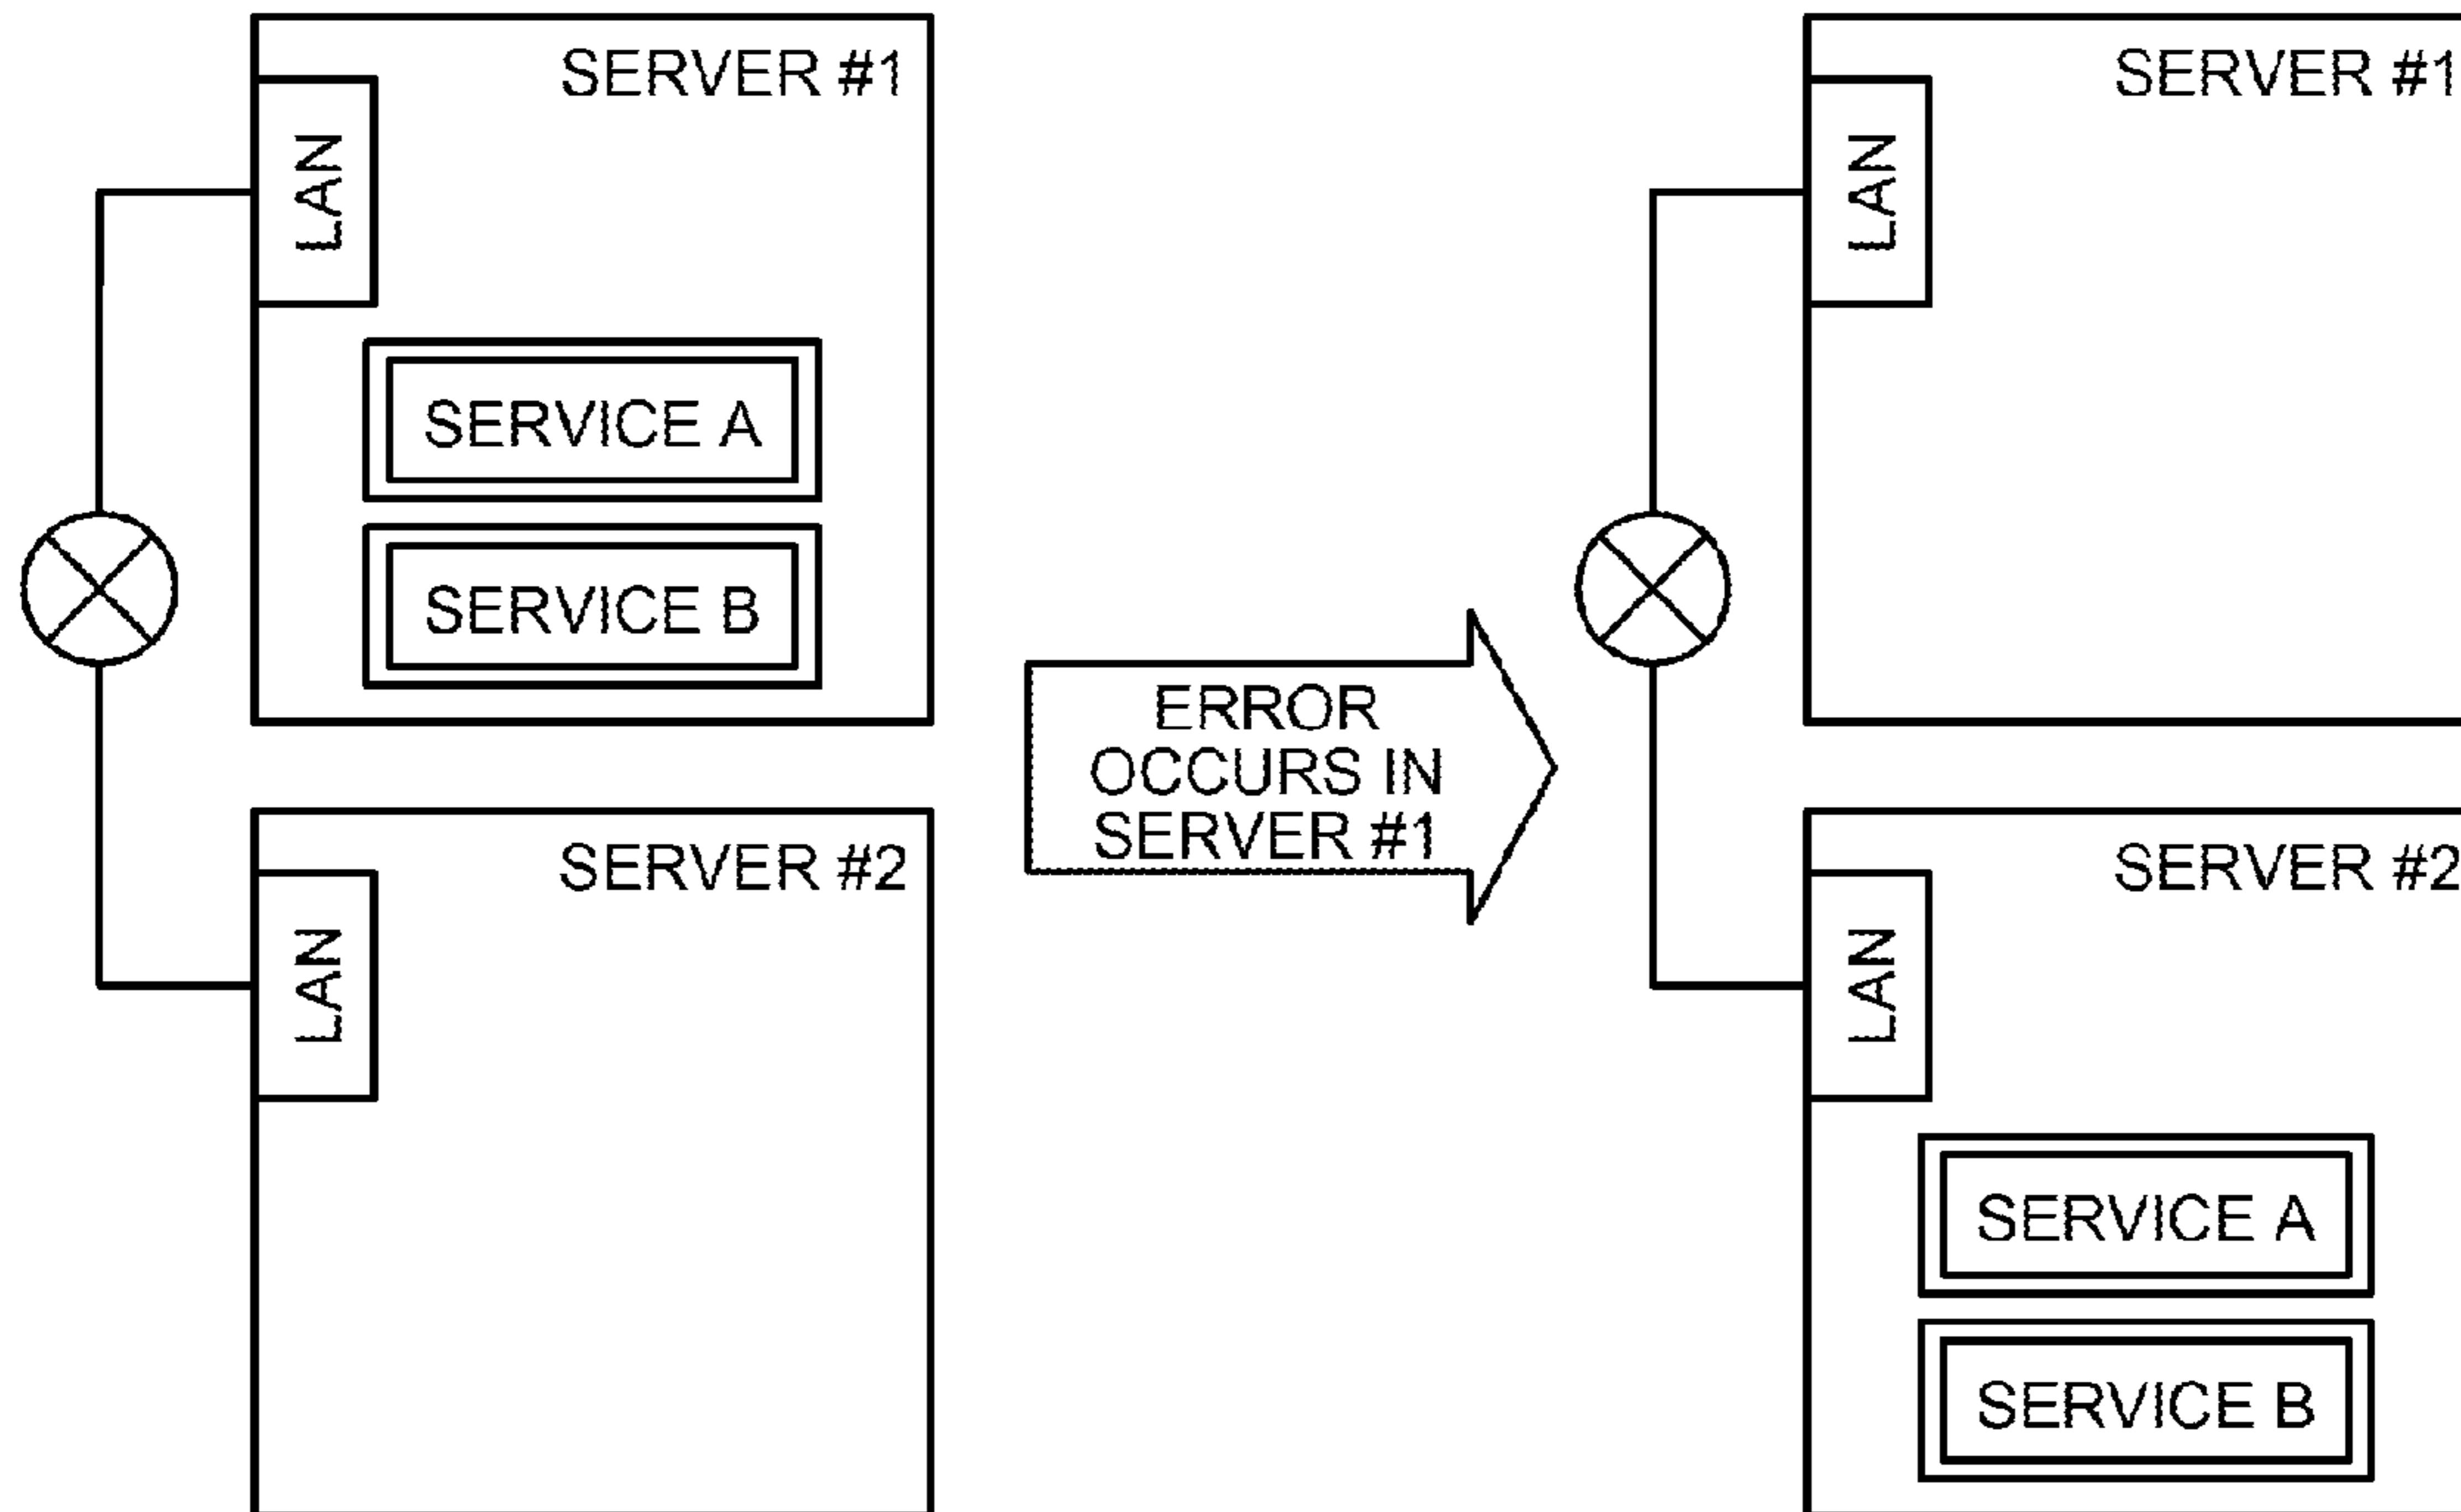 SERVER #1
LAN
SERVICE A
SERVICE B
SERVER #2
LAN
ERROR
OCCURS IN
SERVER #1
SERVER #1
LAN
SERVER #2
LAN
SERVICE A
SERVICE B